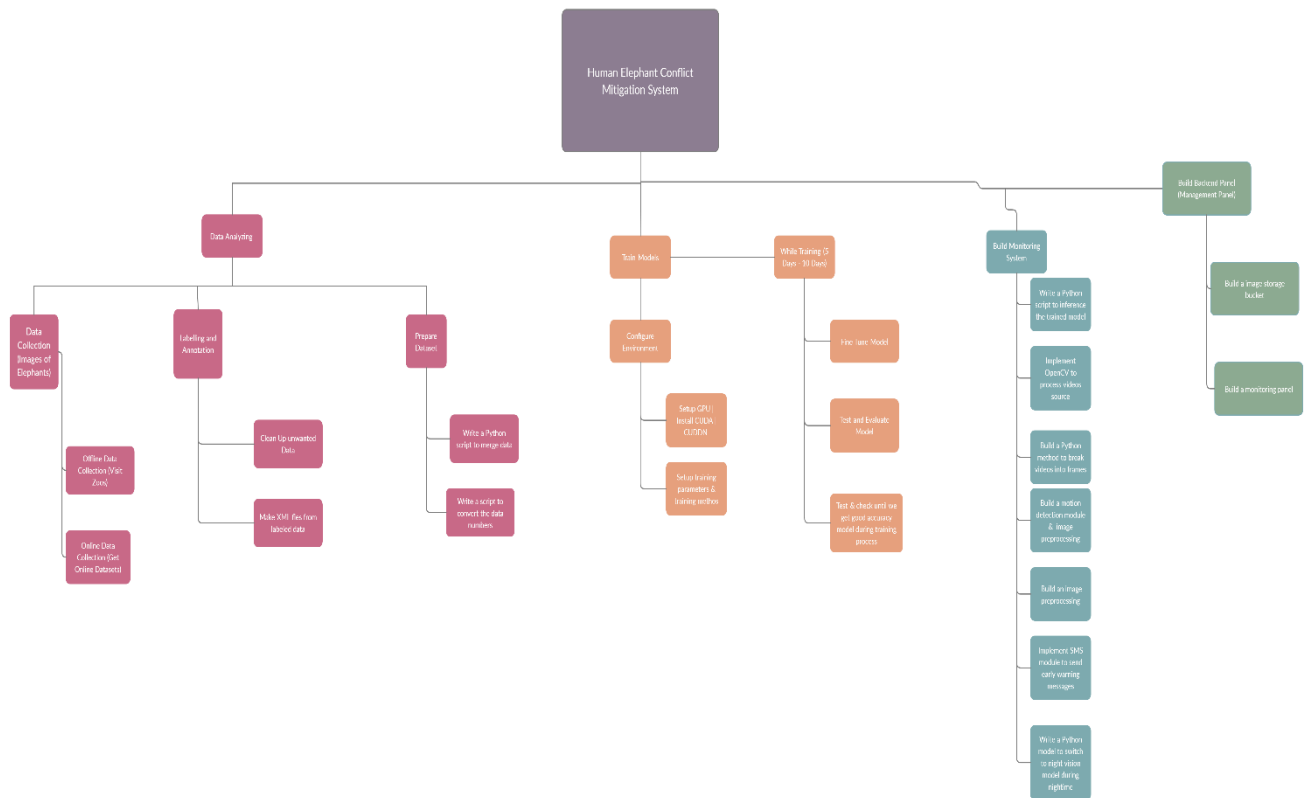 Human Elephant Conflict
Mitigation System
Build Backend Panel
(Management Panel)
Data Analyzing
Train Models
While Training (5
Days - 10 Days)
Build Monitoring
System
Data
Collection
(Images of
Elephants)
Labelling and
Annotation
Prepare
Dataset
Configure
Environment
Fine Tune Model
Write a Python
script to inference
the trained model
Build a image storage
bucker
Implement
OpenCV to
process videos
source
Build a monitoring panel
Offline Data
Collection (Visit
Zoos)
Online Data
Collection (Get
Online Datasets)
Clean Up unwanted
Data
Make XML files from
labeled data
Write a Python
script to merge data
Write a script to
convert the data
numbers
Setup GPU |
Install CUDA |
CUDDN
Setup training
parameters &
training method
Test and Evaluate
Model
Test & check until we
get good accuracy
model during training
process
Build a Python
method to break
videos into frames
Build a motion
detection module
& image
preprocessing
Build an image
preprocessing
Implement SMS
module to send
early warning
messages
Write a Python
model to switch
to night vision
model during
nightime